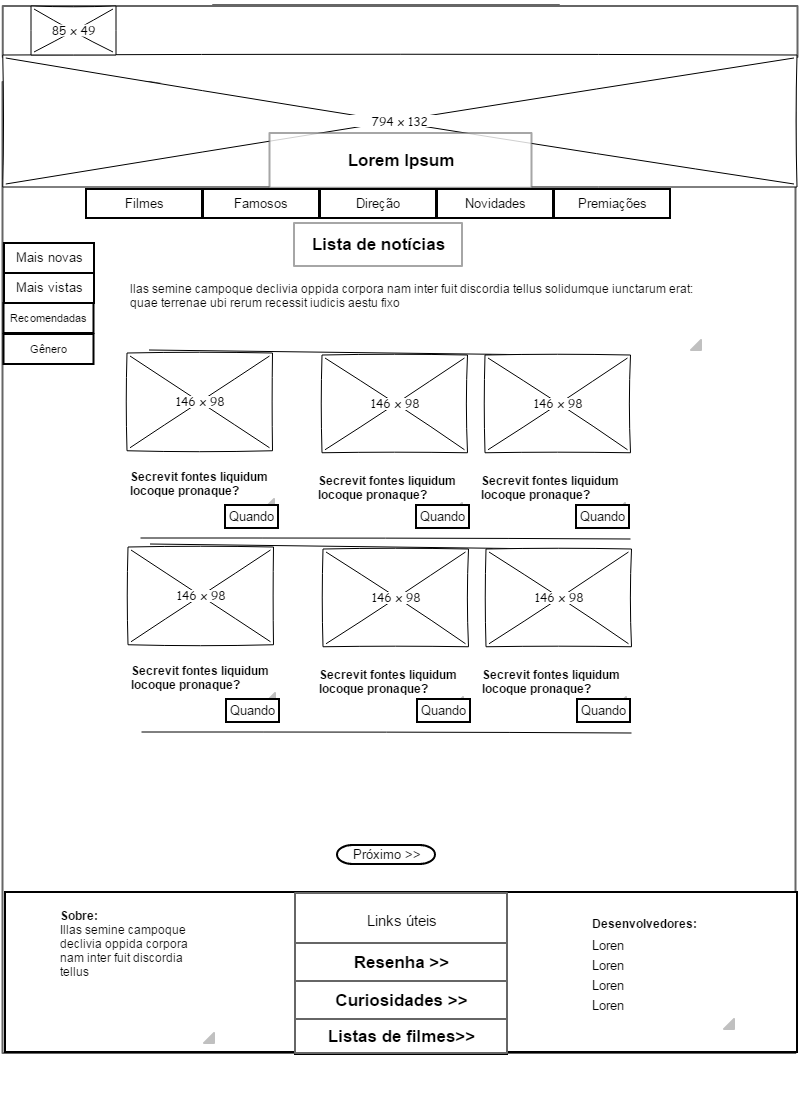 85 x 49
794 x 132
Lorem Ipsum
Filmes Famosos Direção Novidades Premiações
Lista de notícias
Mais novas
Mais vistas
Recomendadas
Gênero
Ilas semine campoque declivia oppida corpora nam inter fuit discordia tellus solidumque iunctarum erat:
quae terrenae ubi rerum recessit iudicis aestu fixo
146 x 98 146 x 98 146 x 98
Secrevit fontes liquidum
locoque pronaque?
Quando
Secrevit fontes liquidum
locoque pronaque?
Quando
Secrevit fontes liquidum
locoque pronaque?
Quando
146 x 98 146 x 98 146 x 98
Secrevit fontes liquidum
locoque pronaque?
Quando
Secrevit fontes liquidum
locoque pronaque?
Quando
Secrevit fontes liquidum
locoque pronaque?
Quando
Próximo >>
Sobre:
Illas semine campoque
declivia oppida corpora
nam inter fuit discordia
tellus
Links úteis
Resenha >>
Curiosidades >>
Listas de filmes>>
Desenvolvedores:
Loren
Loren
Loren
Loren